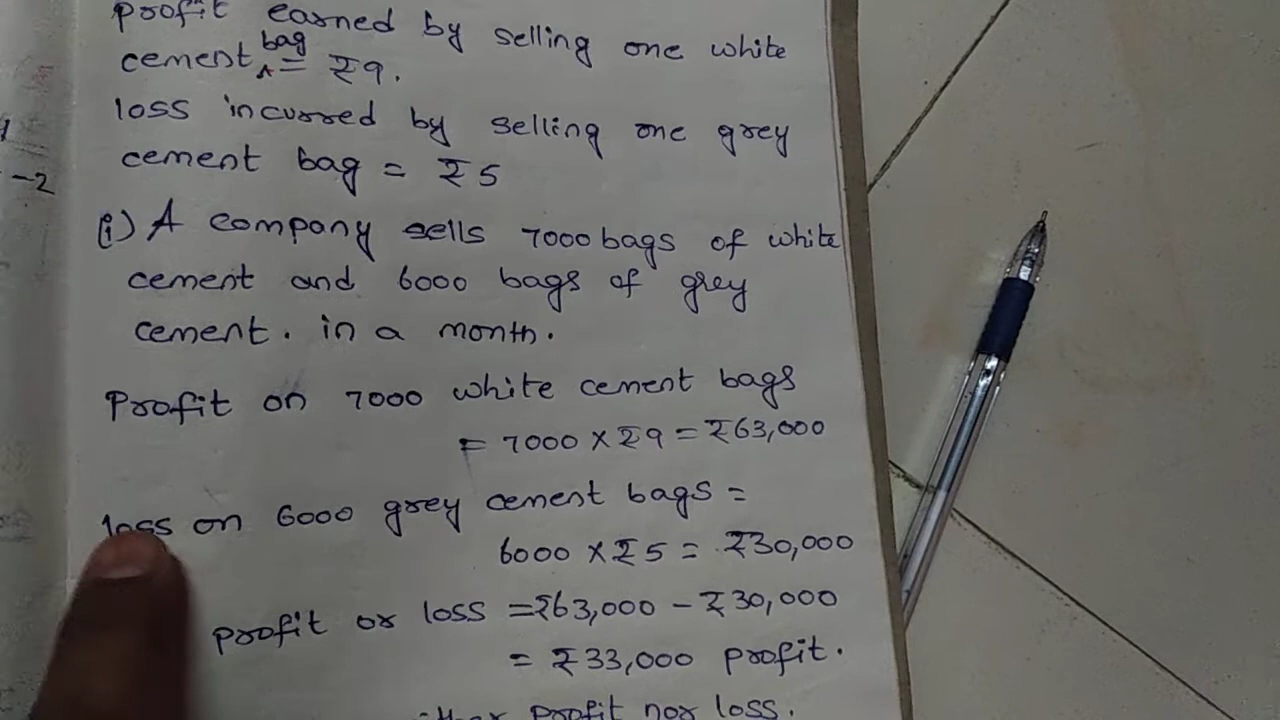 profit earned by selling one white
cement bag = ₹9.
loss incurred by selling one grey
cement bag = ₹5
-2
(i) A company sells 7000 bags of white
cement and 6000 bags of grey
cement. in a month.
Profit on 7000 white cement bags
= 7000 × ₹9 = ₹63,000
loss on 6000 grey cement bags =
6000 × ₹5 = ₹30,000
profit or loss = ₹63,000 - ₹30,000
= ₹33,000 profit.
profit nor loss.